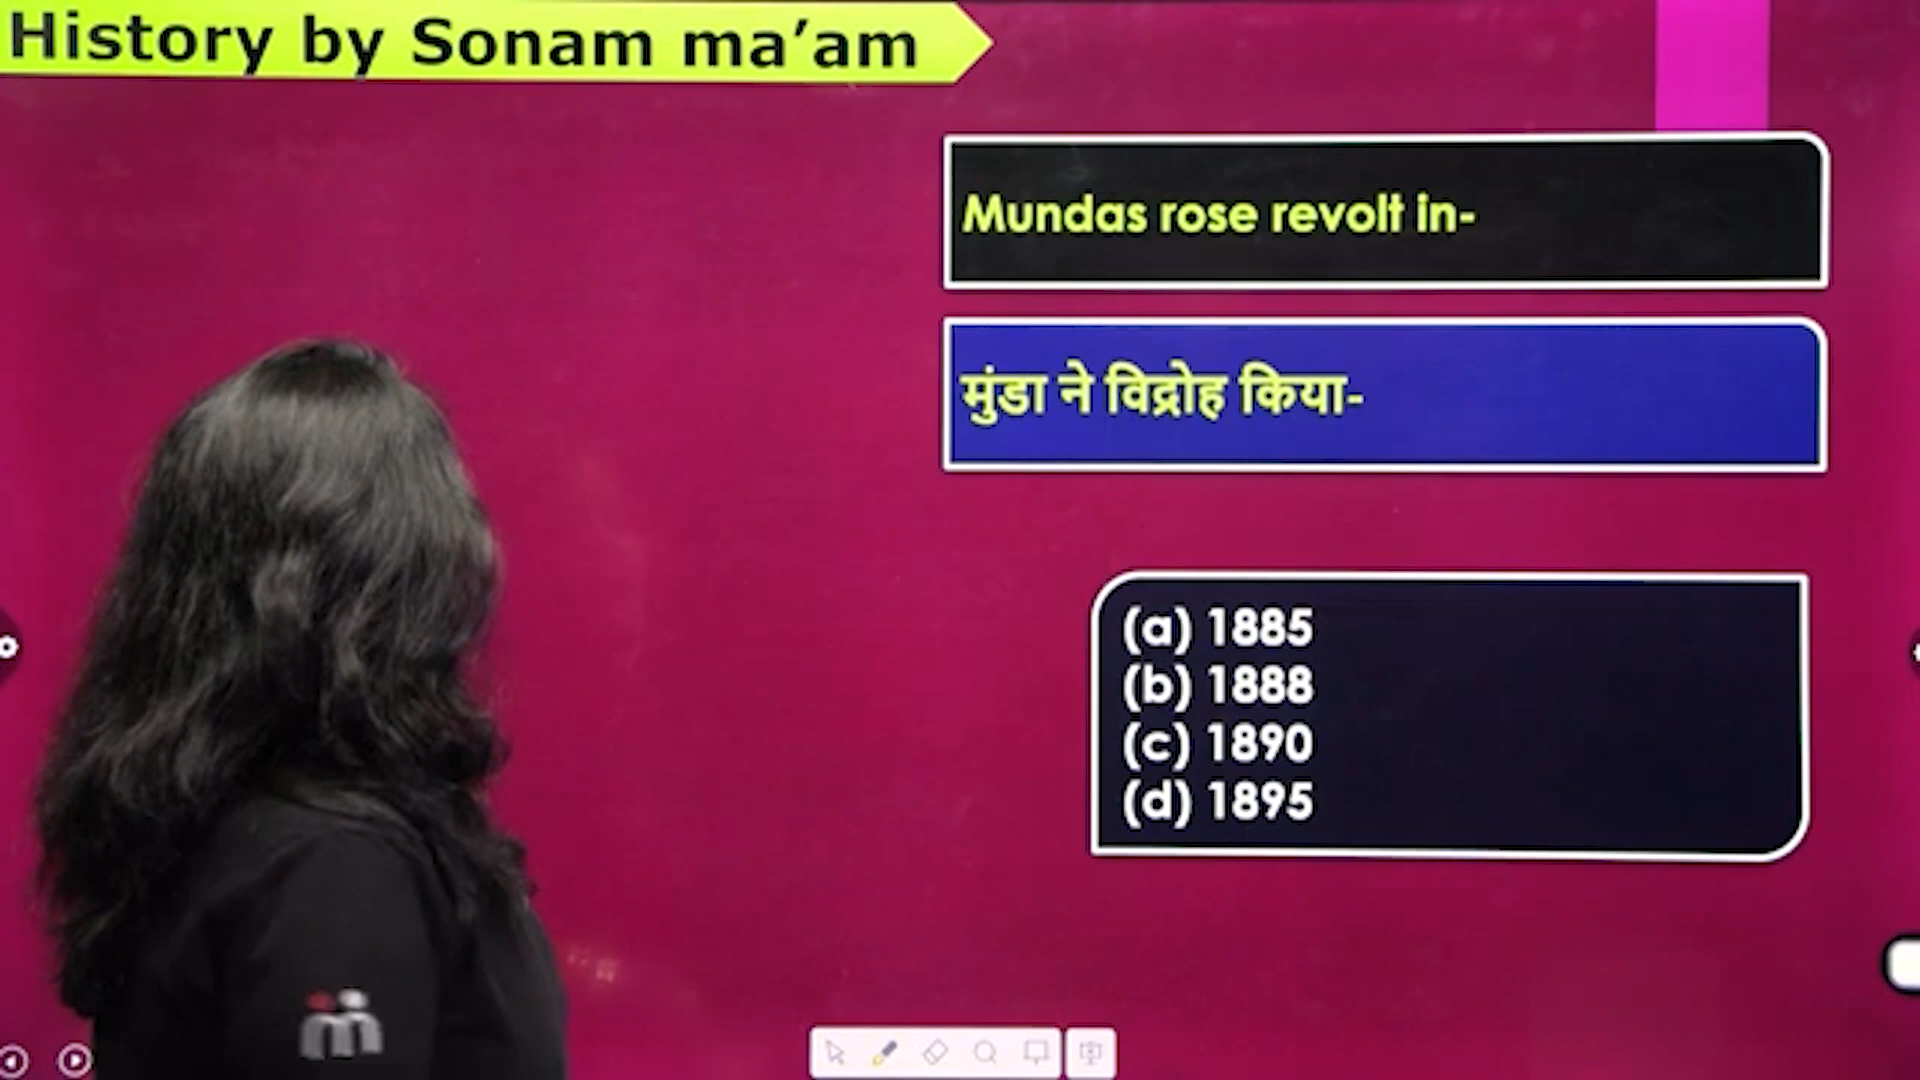 History by Sonam ma’am
Mundas rose revolt in-
मुंडा ने विद्रोह किया-
(a) 1885
(b) 1888
(c) 1890
(d) 1895